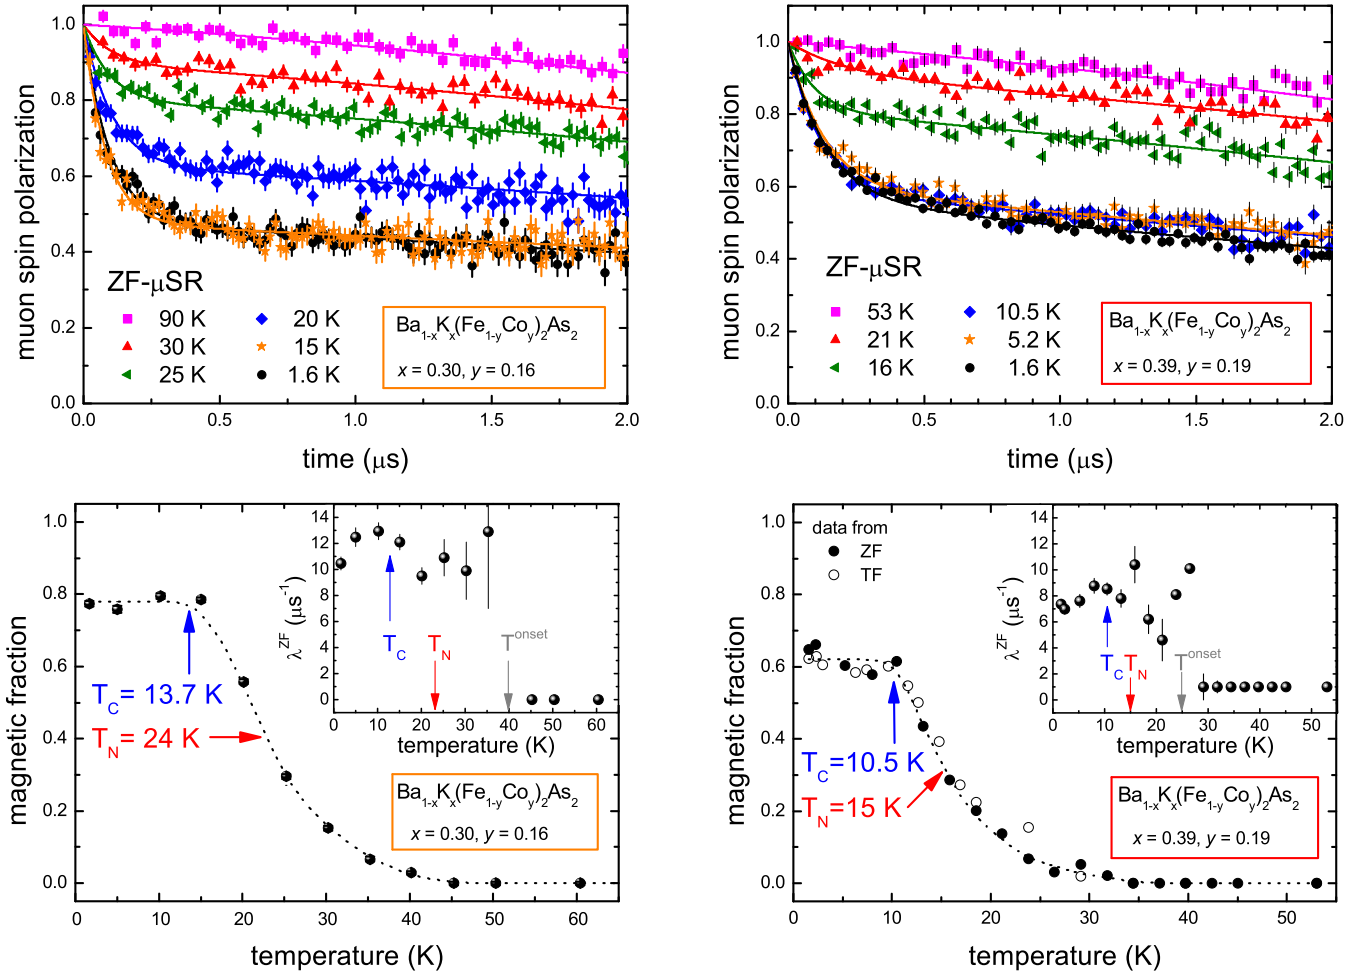 1.0
0.8
0.6
0.4
0.2
0.0
muon spin polarization
ZF-μSR
90 K
30 K
25 K
20 K
15 K
1.6 K
Ba1-xKx(Fe1-yCoy)2As2
x = 0.30, y = 0.16
0.0 0.5 1.0 1.5 2.0
time (μs)
1.0
0.8
0.6
0.4
0.2
0.0
muon spin polarization
ZF-μSR
53 K
21 K
16 K
10.5 K
5.2 K
1.6 K
Ba1-xKx(Fe1-yCoy)2As2
x = 0.39, y = 0.19
0.0 0.5 1.0 1.5 2.0
time (μs)
1.0
0.8
0.6
0.4
0.2
0.0
magnetic fraction
TC= 13.7 K
TN= 24 K
14
12
10
8
6
4
2
0
λZF (μs-1)
TC
TN
Tonset
0 10 20 30 40 50 60
temperature (K)
Ba1-xKx(Fe1-yCoy)2As2
x = 0.30, y = 0.16
0 10 20 30 40 50 60
temperature (K)
1.0
0.8
0.6
0.4
0.2
0.0
magnetic fraction
data from
ZF
TF
TC=10.5 K
TN=15 K
14
12
10
8
6
4
2
0
λZF (μs-1)
TC
TN
Tonset
0 10 20 30 40 50
temperature (K)
Ba1-xKx(Fe1-yCoy)2As2
x = 0.39, y = 0.19
0 10 20 30 40 50
temperature (K)